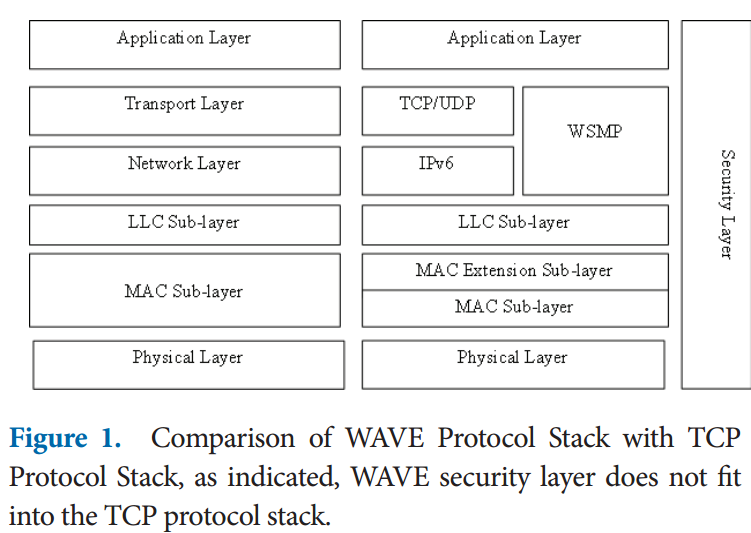 Application Layer
Application Layer
Transport Layer
TCP/UDP
WSMP
Network Layer
IPv6
LLC Sub-layer
LLC Sub-layer
MAC Sub-layer
MAC Extension Sub-layer
MAC Sub-layer
Physical Layer
Physical Layer
Security Layer
Figure 1. Comparison of WAVE Protocol Stack with TCP
Protocol Stack, as indicated, WAVE security layer does not fit
into the TCP protocol stack.